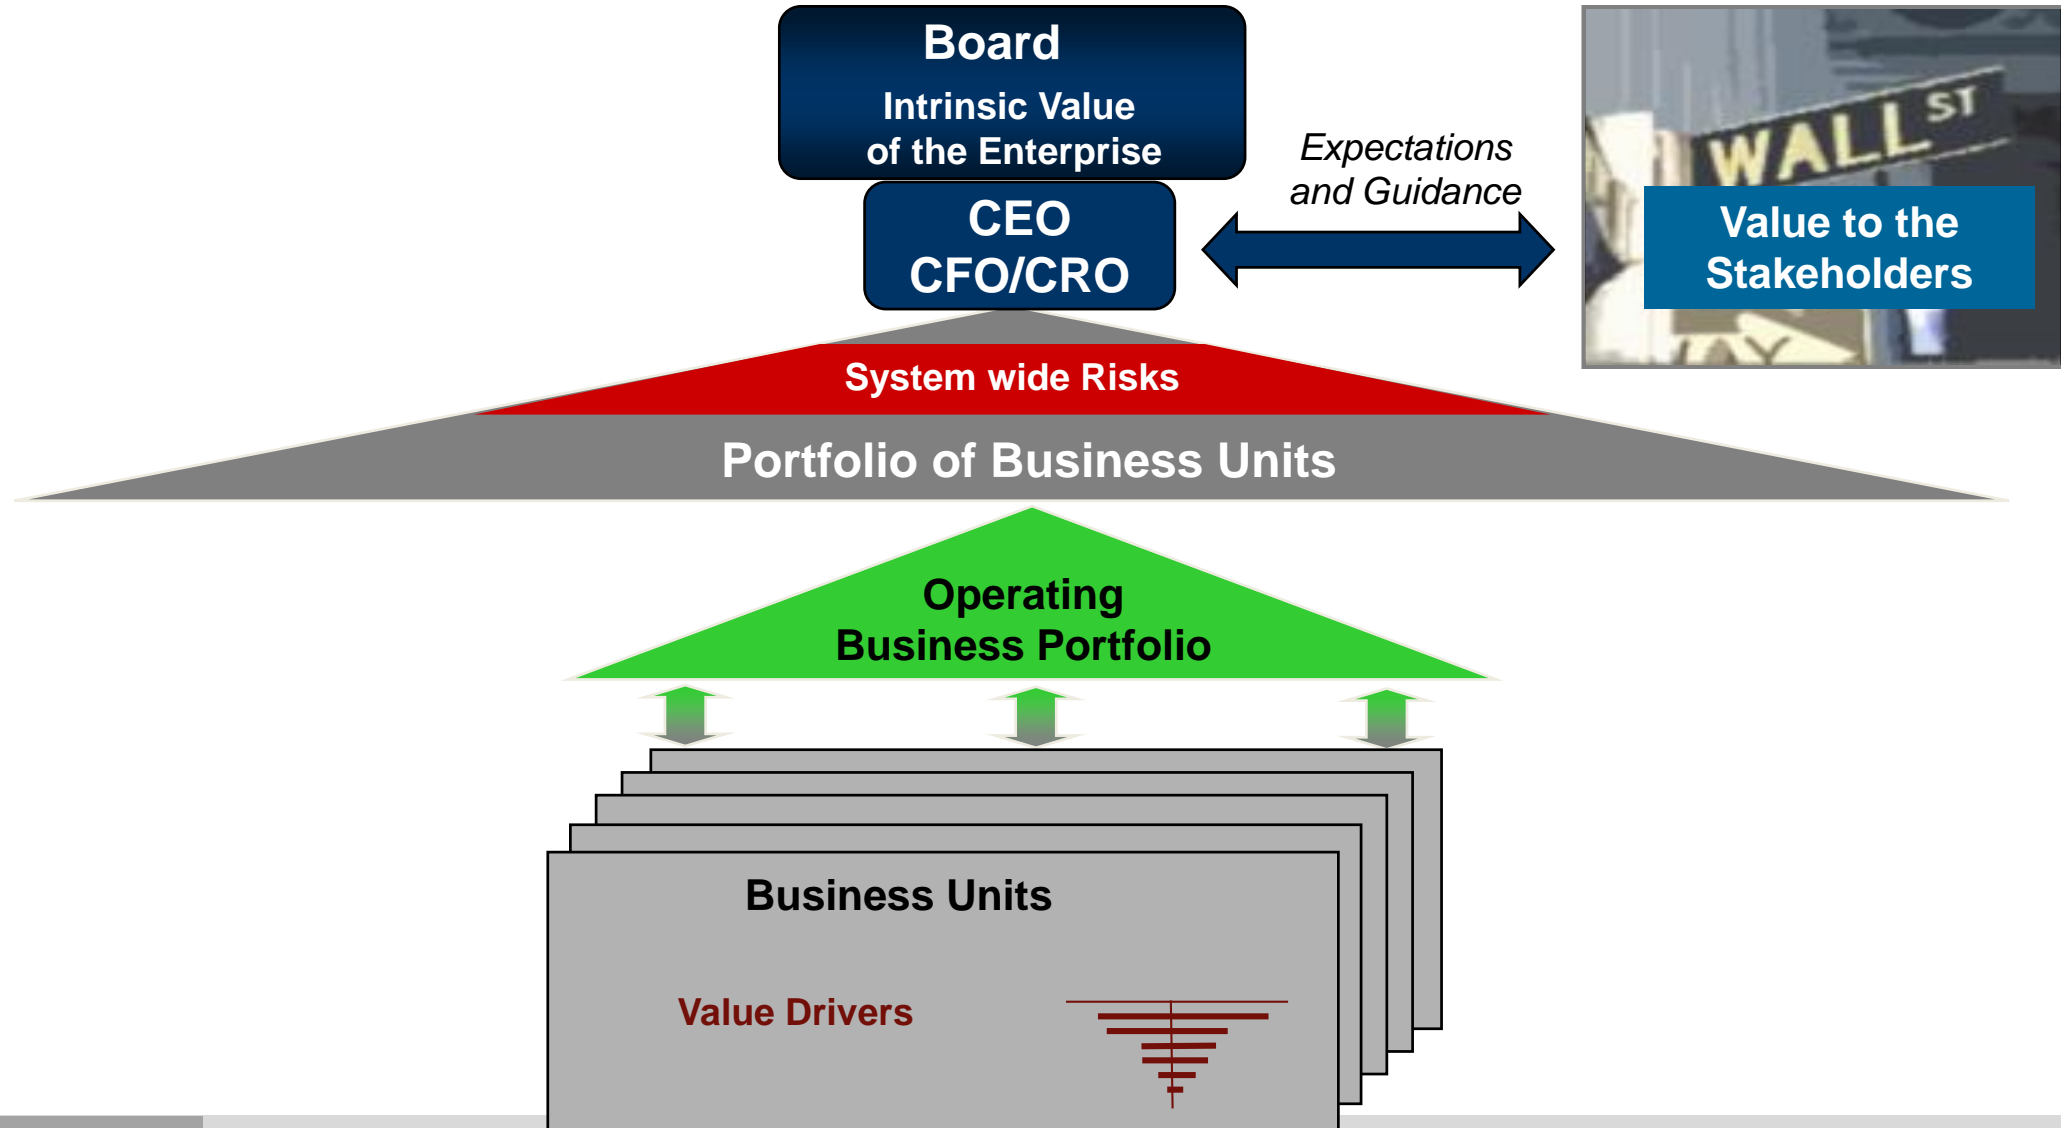 Board
Intrinsic Value
of the Enterprise
CEO
CFO/CRO
Expectations
and Guidance
WALL ST
Value to the
Stakeholders
System wide Risks
Portfolio of Business Units
Operating
Business Portfolio
Business Units
Value Drivers